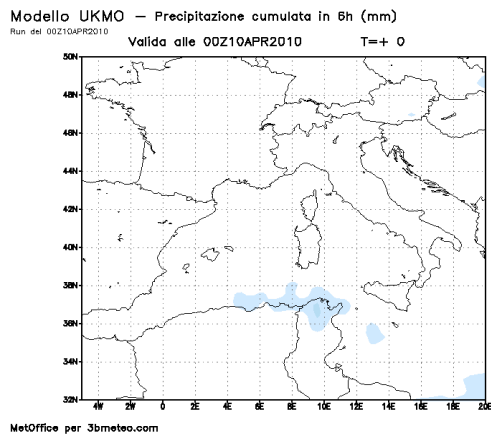 Modello UKMO – Precipitazione cumulata in 6h (mm)
Run del 00Z10APR2010
Valida alle 00Z10APR2010 T=+ 0
50N
48N
46N
44N
42N
40N
38N
36N
34N
32N
4W 2W 0 2E 4E 6E 8E 10E 12E 14E 16E 18E 20E
MetOffice per 3bmeteo.com